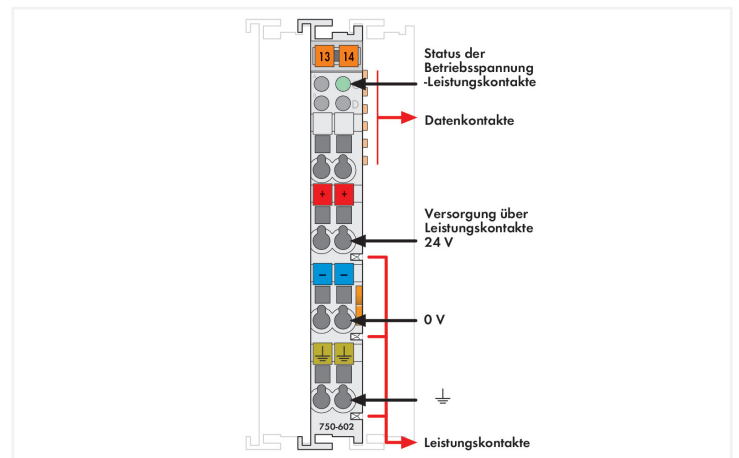 13 14
Status der
Betriebsspannung
-Leistungskontakte
Datenkontakte
+ +
Versorgung über
Leistungskontakte
24 V
– –
0 V
750-602
Leistungskontakte